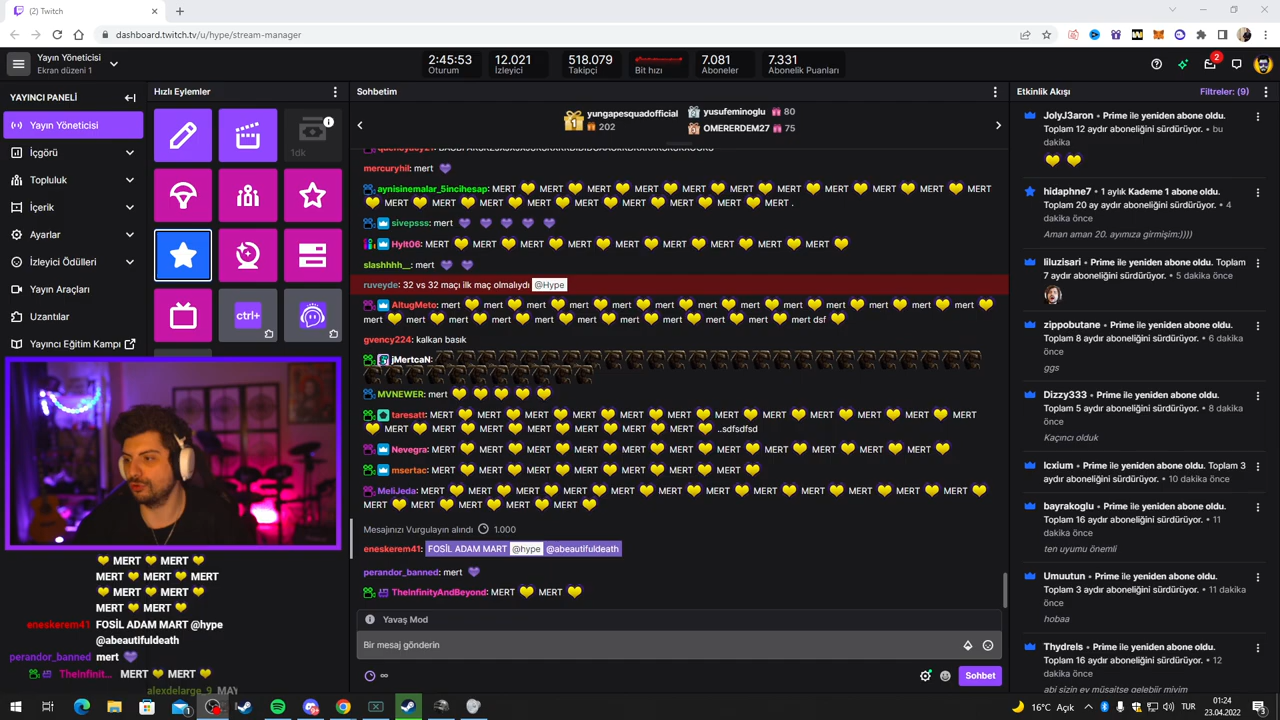 (2) Twitch
dashboard.twitch.tv/u/hype/stream-manager
Yayın Yöneticisi
Ekran düzeni 1
2:45:53
Oturum
12.021
İzleyici
518.079
Takipçi
Bit hızı
7.081
Aboneler
7.331
Abonelik Puanları
2
YAYINCI PANELİ
Yayın Yöneticisi
İçgörü
Topluluk
İçerik
Ayarlar
İzleyici Ödülleri
Yayın Araçları
Uzantılar
Yayıncı Eğitim Kampı
Hızlı Eylemler
1dk
ctrl+
MERT MERT
MERT MERT MERT
MERT MERT
MERT MERT
eneskerem41 FOSİL ADAM MART @hype
@abeautifuldeath
perandor_banned mert
TheInfinit... MERT MERT
alexdelarge_9
Sohbetim
1 yungapesquadofficial
202
yusufeminoglu 80
OMERERDEM27 75
mercuryhil: mert
aynisinemalar_5incihesap: MERT MERT MERT MERT MERT MERT MERT MERT MERT MERT MERT
MERT MERT MERT MERT MERT MERT MERT MERT MERT .
sivepsss: mert
Hylt06: MERT MERT MERT MERT MERT MERT MERT MERT MERT
slashhhh__: mert
ruveyde: 32 vs 32 maçı ilk maç olmalıydı @Hype
AltugMeto: mert mert mert mert mert mert mert mert mert mert mert mert mert
mert mert mert mert mert mert mert mert mert mert mert dsf
gvency224: kalkan basık
jMertcaN:
MVNEWER: mert
taresatt: MERT MERT MERT MERT MERT MERT MERT MERT MERT MERT MERT MERT
MERT MERT MERT MERT MERT MERT MERT MERT ..sdfsdfsd
Nevegra: MERT MERT MERT MERT MERT MERT MERT MERT MERT MERT MERT
msertac: MERT MERT MERT MERT MERT MERT MERT
MeliJeda: MERT MERT MERT MERT MERT MERT MERT MERT MERT MERT MERT MERT
MERT MERT MERT MERT MERT
Mesajınızı Vurgulayın alındı 1.000
eneskerem41: FOSİL ADAM MART @hype @abeautifuldeath
perandor_banned: mert
TheInfinityAndBeyond: MERT MERT
Yavaş Mod
Bir mesaj gönderin
Sohbet
Etkinlik Akışı
Filtreler: (9)
JolyJ3aron • Prime ile yeniden abone oldu.
Toplam 12 aydır aboneliğini sürdürüyor. • bu
dakika
hidaphne7 • 1 aylık Kademe 1 abone oldu.
Toplam 20 ay aydır aboneliğini sürdürüyor. • 4
dakika önce
Aman aman 20. ayımıza girmişim:))))
liluzisari • Prime ile yeniden abone oldu. Toplam
7 aydır aboneliğini sürdürüyor. • 5 dakika önce
zippobutane • Prime ile yeniden abone oldu.
Toplam 8 aydır aboneliğini sürdürüyor. • 6 dakika
önce
ggs
Dizzy333 • Prime ile yeniden abone oldu.
Toplam 5 aydır aboneliğini sürdürüyor. • 8 dakika
önce
Kaçıncı olduk
lcxium • Prime ile yeniden abone oldu. Toplam 3
aydır aboneliğini sürdürüyor. • 10 dakika önce
bayrakoglu • Prime ile yeniden abone oldu.
Toplam 16 aydır aboneliğini sürdürüyor. • 11
dakika önce
ten uyumu önemli
Umuutun • Prime ile yeniden abone oldu.
Toplam 3 aydır aboneliğini sürdürüyor. • 11 dakika
önce
hobaa
Thydrels • Prime ile yeniden abone oldu.
Toplam 16 aydır aboneliğini sürdürüyor. • 12
dakika önce
abi sizin ev müsaitse gelebiir miyim
16°C Açık
TUR
01:24
23.04.2022